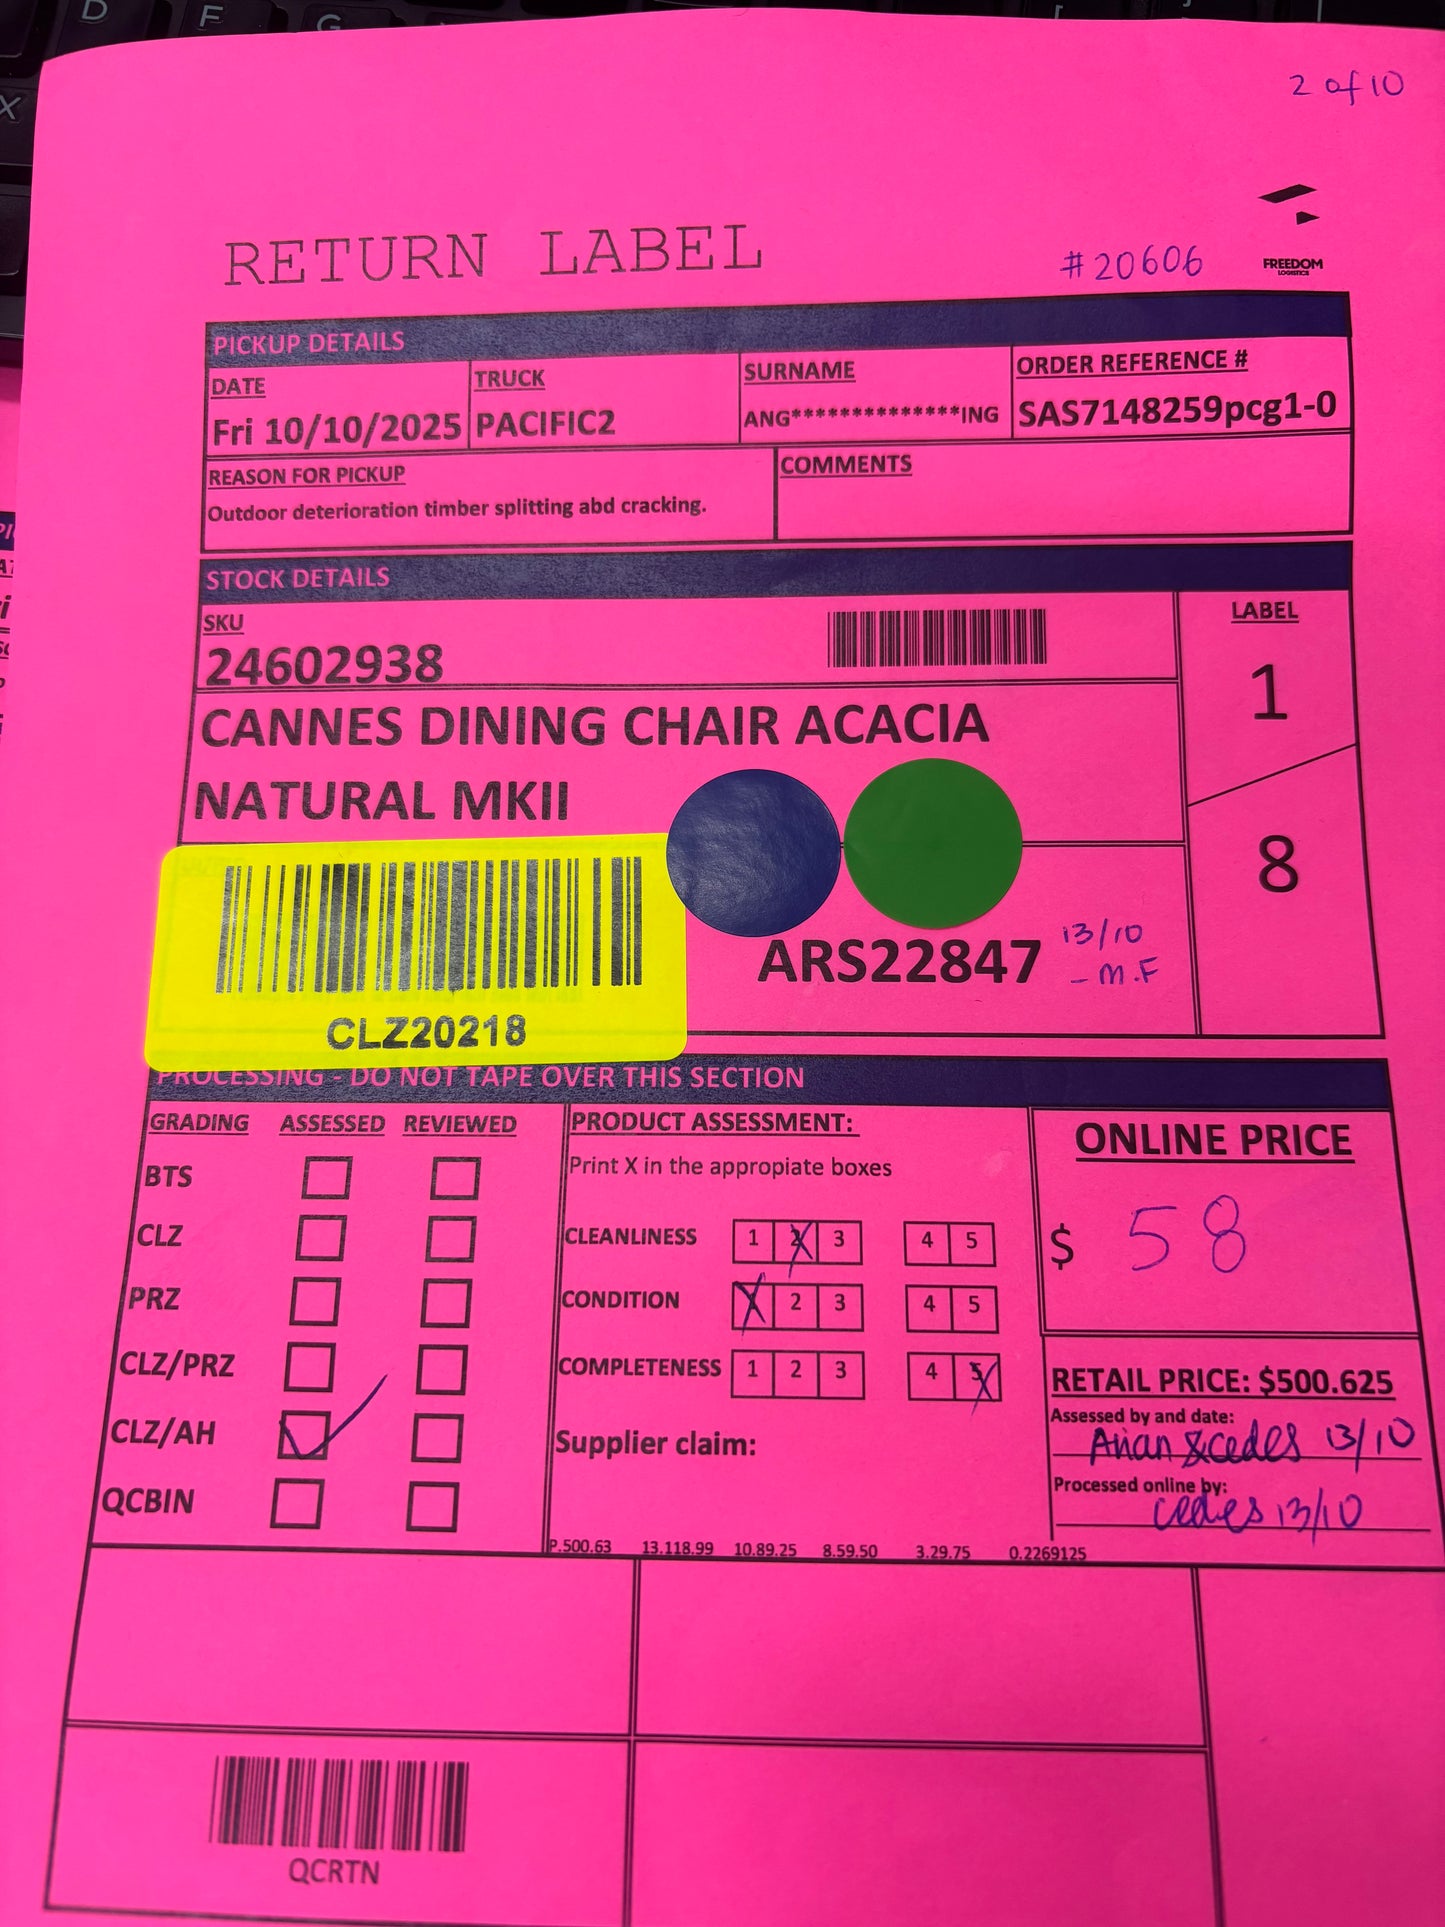 D F G
X
2 of 10
RETURN LABEL
#20606
FREEDOM
LOGISTICS
PICKUP DETAILS
DATE TRUCK SURNAME ORDER REFERENCE #
Fri 10/10/2025 PACIFIC2 ANG**************ING SAS7148259pcg1-0
REASON FOR PICKUP COMMENTS
Outdoor deterioration timber splitting abd cracking.
STOCK DETAILS
SKU LABEL
24602938
1
CANNES DINING CHAIR ACACIA
NATURAL MKII
8
ARS22847 13/10
- M.F
CLZ20218
PROCESSING - DO NOT TAPE OVER THIS SECTION
GRADING ASSESSED REVIEWED
BTS
CLZ
PRZ
CLZ/PRZ
CLZ/AH
QCBIN
PRODUCT ASSESSMENT:
Print X in the appropiate boxes
CLEANLINESS 1 2 3 4 5
CONDITION 2 3 4 5
COMPLETENESS 1 2 3 4 5
Supplier claim:
ONLINE PRICE
$ 58
RETAIL PRICE: $500.625
Assessed by and date:
Arian & cedes 13/10
Processed online by:
cedes 13/10
P.500.63 13.118.99 10.89.25 8.59.50 3.29.75 0.2269125
QCRTN